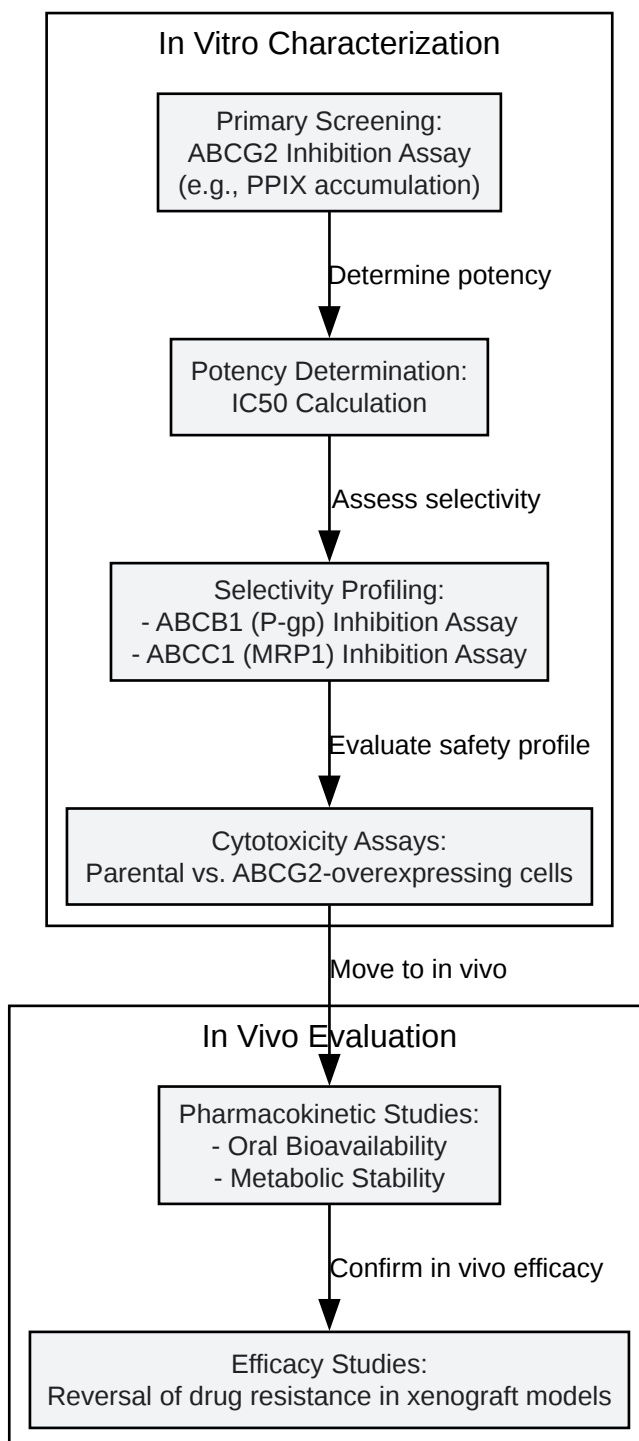 In Vitro Characterization
Primary Screening:
ABCG2 Inhibition Assay
(e.g., PPIX accumulation)
Determine potency
Potency Determination:
IC50 Calculation
Assess selectivity
Selectivity Profiling:
- ABCB1 (P-gp) Inhibition Assay
- ABCC1 (MRP1) Inhibition Assay
Evaluate safety profile
Cytotoxicity Assays:
Parental vs. ABCG2-overexpressing cells
Move to in vivo
In Vivo Evaluation
Pharmacokinetic Studies:
- Oral Bioavailability
- Metabolic Stability
Confirm in vivo efficacy
Efficacy Studies:
Reversal of drug resistance in xenograft models